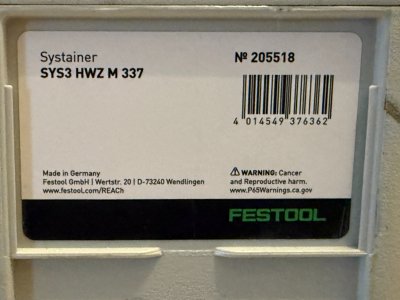 Systainer
SYS3 HWZ M 337
№ 205518
4 014549 376362
Made in Germany
Festool GmbH | Wertstr. 20 | D-73240 Wendlingen
www.festool.com/REACh
WARNING: Cancer
and Reproductive harm.
www.P65Warnings.ca.gov
FESTOOL